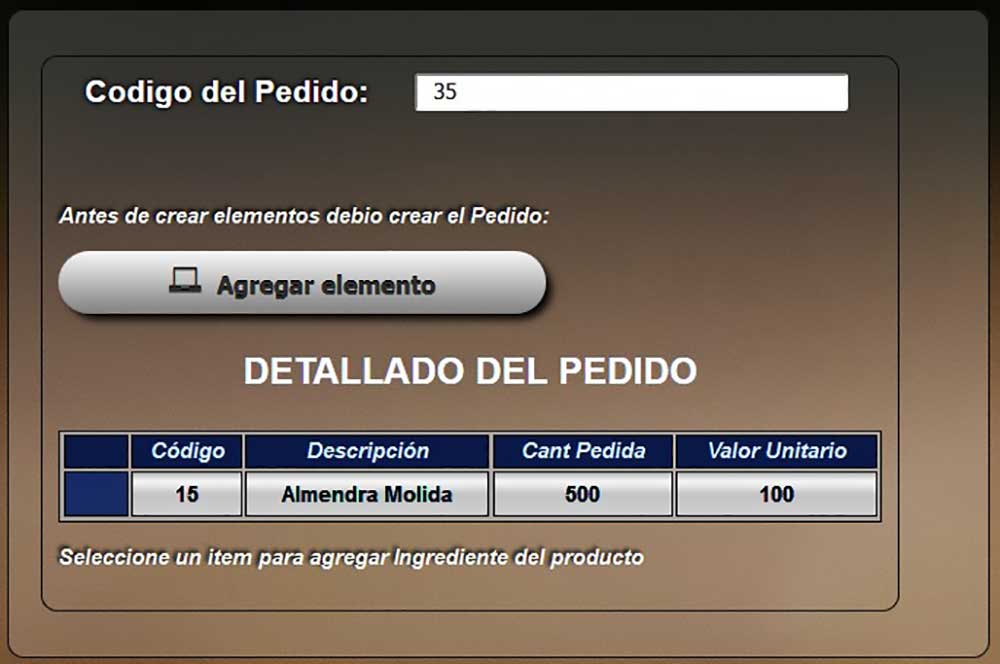 Codigo del Pedido: 35
Antes de crear elementos debio crear el Pedido:
Agregar elemento
DETALLADO DEL PEDIDO
Código Descripción Cant Pedida Valor Unitario
15 Almendra Molida 500 100
Seleccione un item para agregar Ingrediente del producto